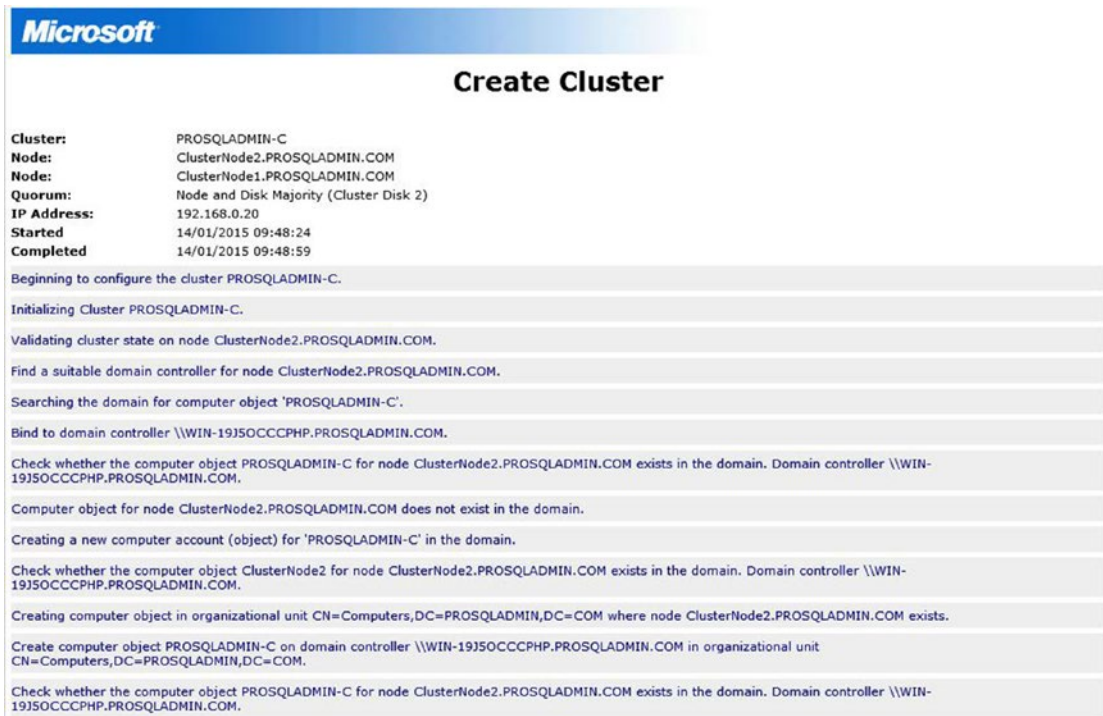 Microsoft
Create Cluster
Cluster: PROSQLADMIN-C
Node: ClusterNode2.PROSQLADMIN.COM
Node: ClusterNode1.PROSQLADMIN.COM
Quorum: Node and Disk Majority (Cluster Disk 2)
IP Address: 192.168.0.20
Started 14/01/2015 09:48:24
Completed 14/01/2015 09:48:59
Beginning to configure the cluster PROSQLADMIN-C.
Initializing Cluster PROSQLADMIN-C.
Validating cluster state on node ClusterNode2.PROSQLADMIN.COM.
Find a suitable domain controller for node ClusterNode2.PROSQLADMIN.COM.
Searching the domain for computer object 'PROSQLADMIN-C'.
Bind to domain controller \\WIN-19J5OCCCPHP.PROSQLADMIN.COM.
Check whether the computer object PROSQLADMIN-C for node ClusterNode2.PROSQLADMIN.COM exists in the domain. Domain controller \\WIN-
19J5OCCCPHP.PROSQLADMIN.COM.
Computer object for node ClusterNode2.PROSQLADMIN.COM does not exist in the domain.
Creating a new computer account (object) for 'PROSQLADMIN-C' in the domain.
Check whether the computer object ClusterNode2 for node ClusterNode2.PROSQLADMIN.COM exists in the domain. Domain controller \\WIN-
19J5OCCCPHP.PROSQLADMIN.COM.
Creating computer object in organizational unit CN=Computers,DC=PROSQLADMIN,DC=COM where node ClusterNode2.PROSQLADMIN.COM exists.
Create computer object PROSQLADMIN-C on domain controller \\WIN-19J5OCCCPHP.PROSQLADMIN.COM in organizational unit
CN=Computers,DC=PROSQLADMIN,DC=COM.
Check whether the computer object PROSQLADMIN-C for node ClusterNode2.PROSQLADMIN.COM exists in the domain. Domain controller \\WIN-
19J5OCCCPHP.PROSQLADMIN.COM.